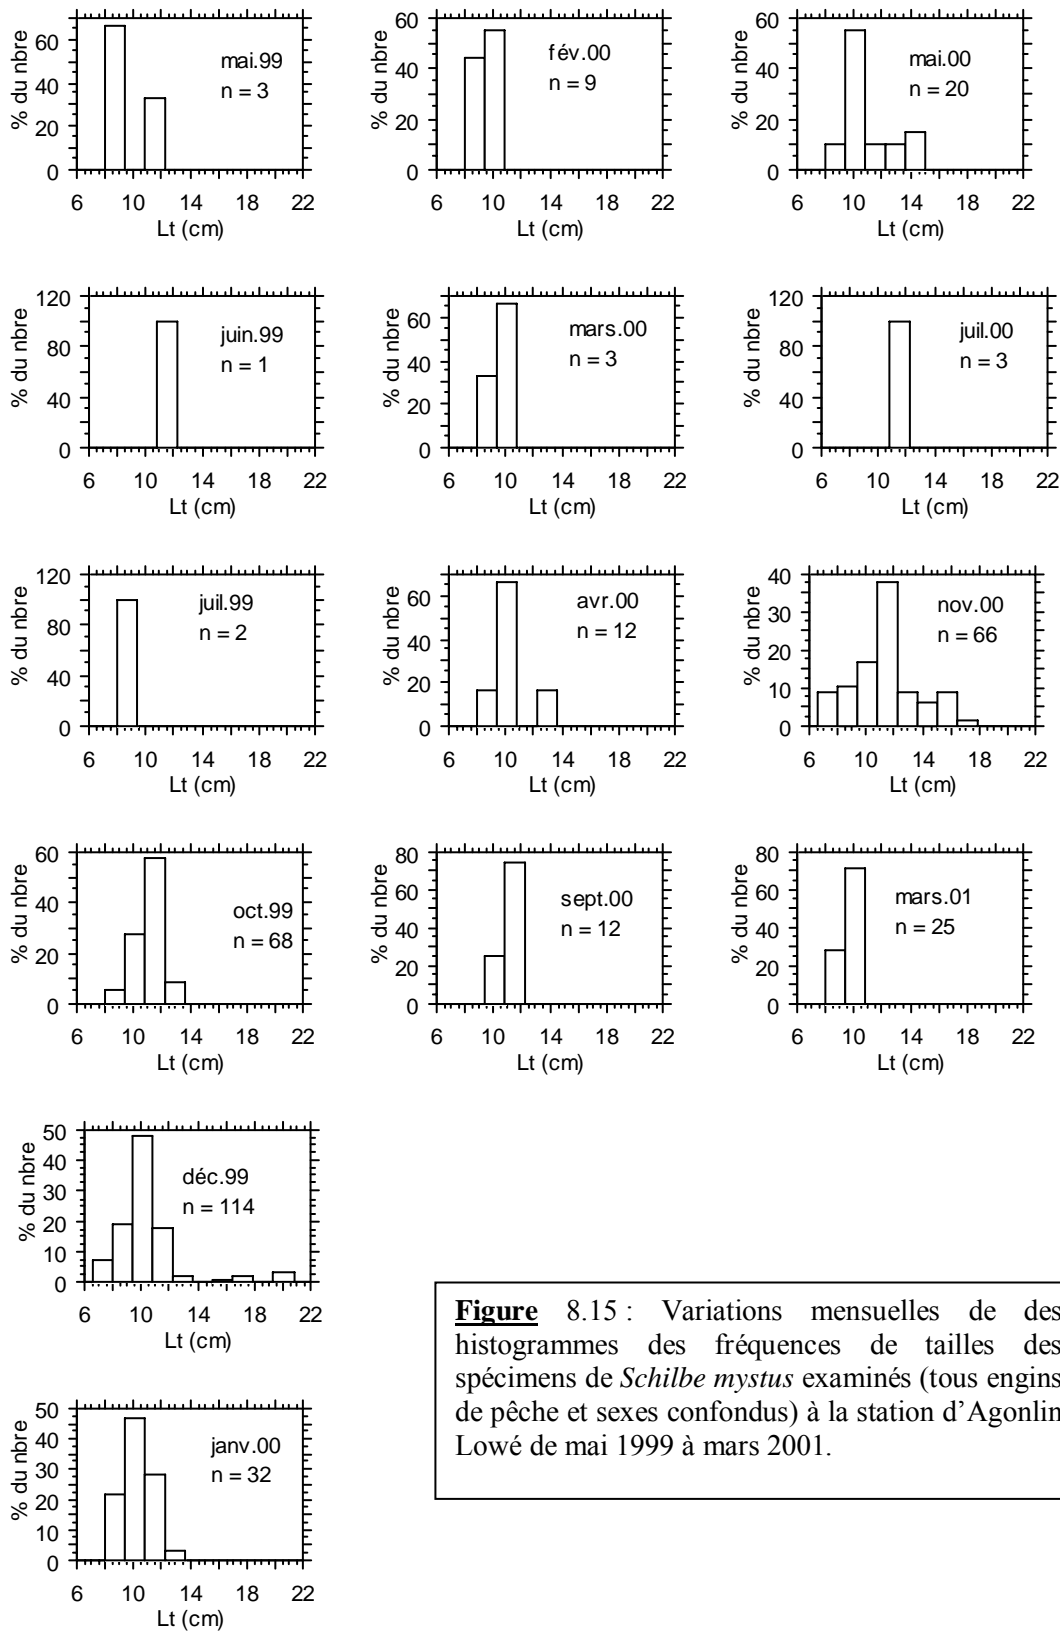 % du nbre
60
40
20
0
mai.99
n = 3
6 10 14 18 22
Lt (cm)
% du nbre
60
40
20
0
fév.00
n = 9
6 10 14 18 22
Lt (cm)
% du nbre
60
40
20
0
mai.00
n = 20
6 10 14 18 22
Lt (cm)
% du nbre
120
80
40
0
juin.99
n = 1
6 10 14 18 22
Lt (cm)
% du nbre
60
40
20
0
mars.00
n = 3
6 10 14 18 22
Lt (cm)
% du nbre
120
80
40
0
juil.00
n = 3
6 10 14 18 22
Lt (cm)
% du nbre
120
80
40
0
juil.99
n = 2
6 10 14 18 22
Lt (cm)
% du nbre
60
40
20
0
avr.00
n = 12
6 10 14 18 22
Lt (cm)
% du nbre
40
30
20
10
0
nov.00
n = 66
6 10 14 18 22
Lt (cm)
% du nbre
60
40
20
0
oct.99
n = 68
6 10 14 18 22
Lt (cm)
% du nbre
80
60
40
20
0
sept.00
n = 12
6 10 14 18 22
Lt (cm)
% du nbre
80
60
40
20
0
mars.01
n = 25
6 10 14 18 22
Lt (cm)
% du nbre
50
40
30
20
10
0
déc.99
n = 114
6 10 14 18 22
Lt (cm)
% du nbre
50
40
30
20
10
0
janv.00
n = 32
6 10 14 18 22
Lt (cm)
Figure 8.15 : Variations mensuelles de des
histogrammes des fréquences de tailles des
spécimens de Schilbe mystus examinés (tous engins
de pêche et sexes confondus) à la station d’Agonlin
Lowé de mai 1999 à mars 2001.